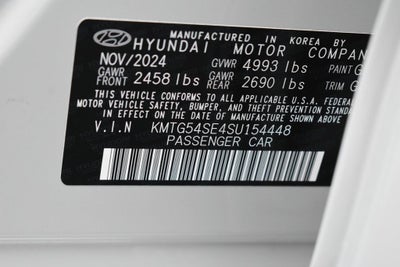 MANUFACTURED IN KOREA BY
HYUNDAI MOTOR COMPAN
NOV/2024 GVWR 4993 lbs PAINT
GAWR FRONT 2458 lbs GAWR REAR 2690 lbs TRIM
THIS VEHICLE CONFORMS TO ALL APPLICABLE U.S.A. FEDERAL
MOTOR VEHICLE SAFETY, BUMPER, AND THEFT PREVENTION
STANDARDS IN EFFECT ON THE DATE OF MANUFACTURE SHOWN
V.I.N KMTG54SE4SU154448
PASSENGER CAR